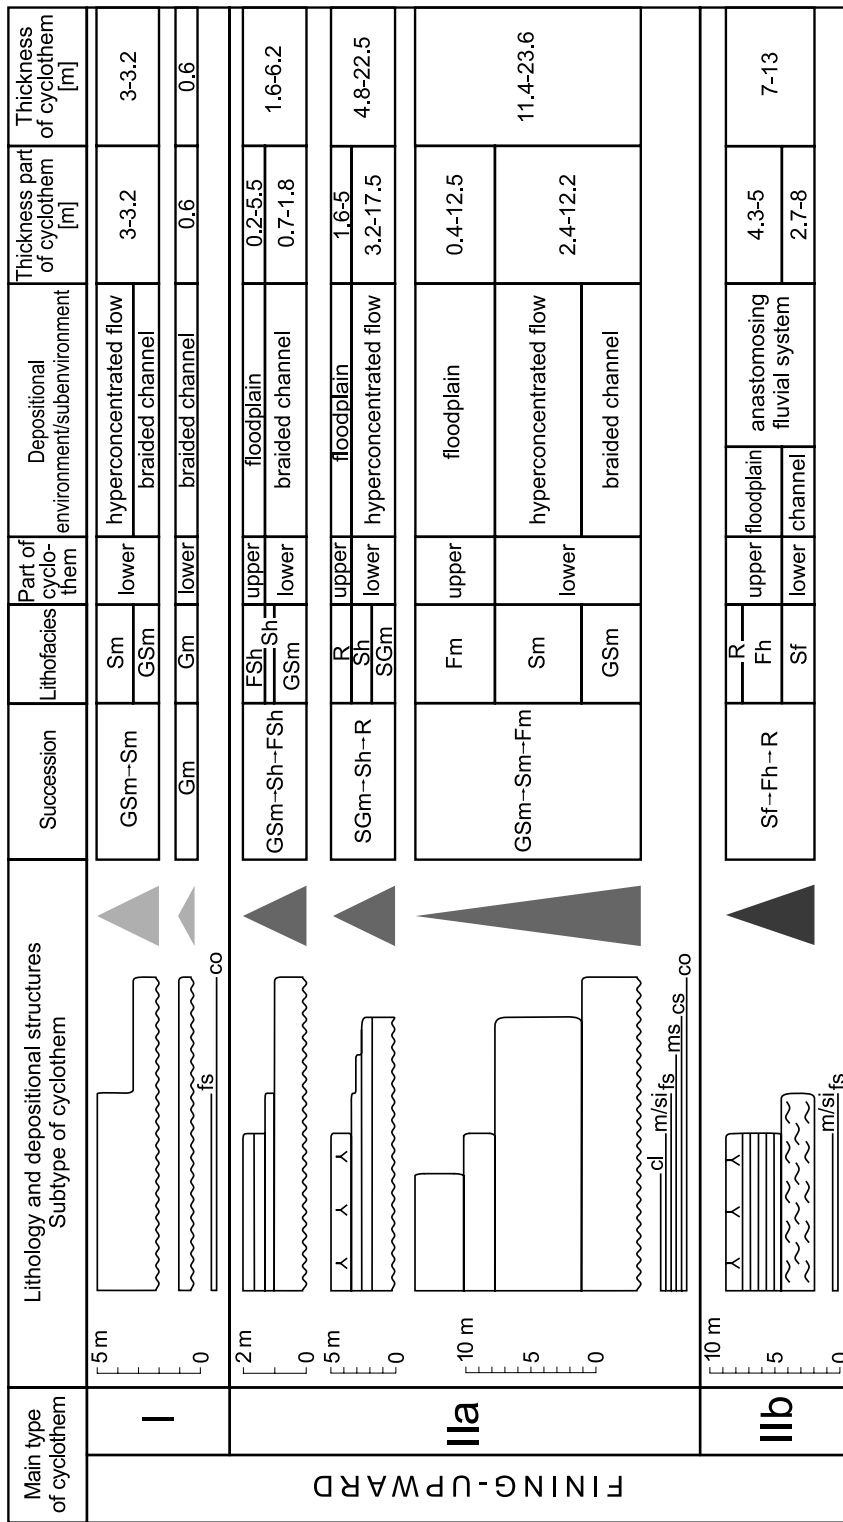 Main type
of cyclothem
Lithology and depositional structures
Subtype of cyclothem
Succession
Lithofacies
Part of
cyclo-
them
Depositional
environment/subenvironment
Thickness part
of cyclothem
[m]
Thickness
of cyclothem
[m]
FINING-UPWARD
I
5 m
0
fs
co
GSm→Sm
Sm
GSm
lower
hyperconcentrated flow
braided channel
3-3.2
3-3.2
Gm
Gm
lower
braided channel
0.6
0.6
IIa
2 m
0
GSm→Sh→FSh
FSh
Sh
GSm
upper
lower
floodplain
braided channel
0.2-5.5
0.7-1.8
1.6-6.2
5 m
0
SGm→Sh→R
R
Sh
SGm
upper
lower
floodplain
hyperconcentrated flow
1.6-5
3.2-17.5
4.8-22.5
10 m
5
0
cl
m/si
fs
ms
cs
co
GSm→Sm→Fm
Fm
Sm
GSm
upper
lower
floodplain
hyperconcentrated flow
braided channel
0.4-12.5
2.4-12.2
11.4-23.6
IIb
10 m
5
0
m/si
fs
Sf→Fh→R
R
Fh
Sf
upper
lower
floodplain
channel
anastomosing
fluvial system
4.3-5
2.7-8
7-13